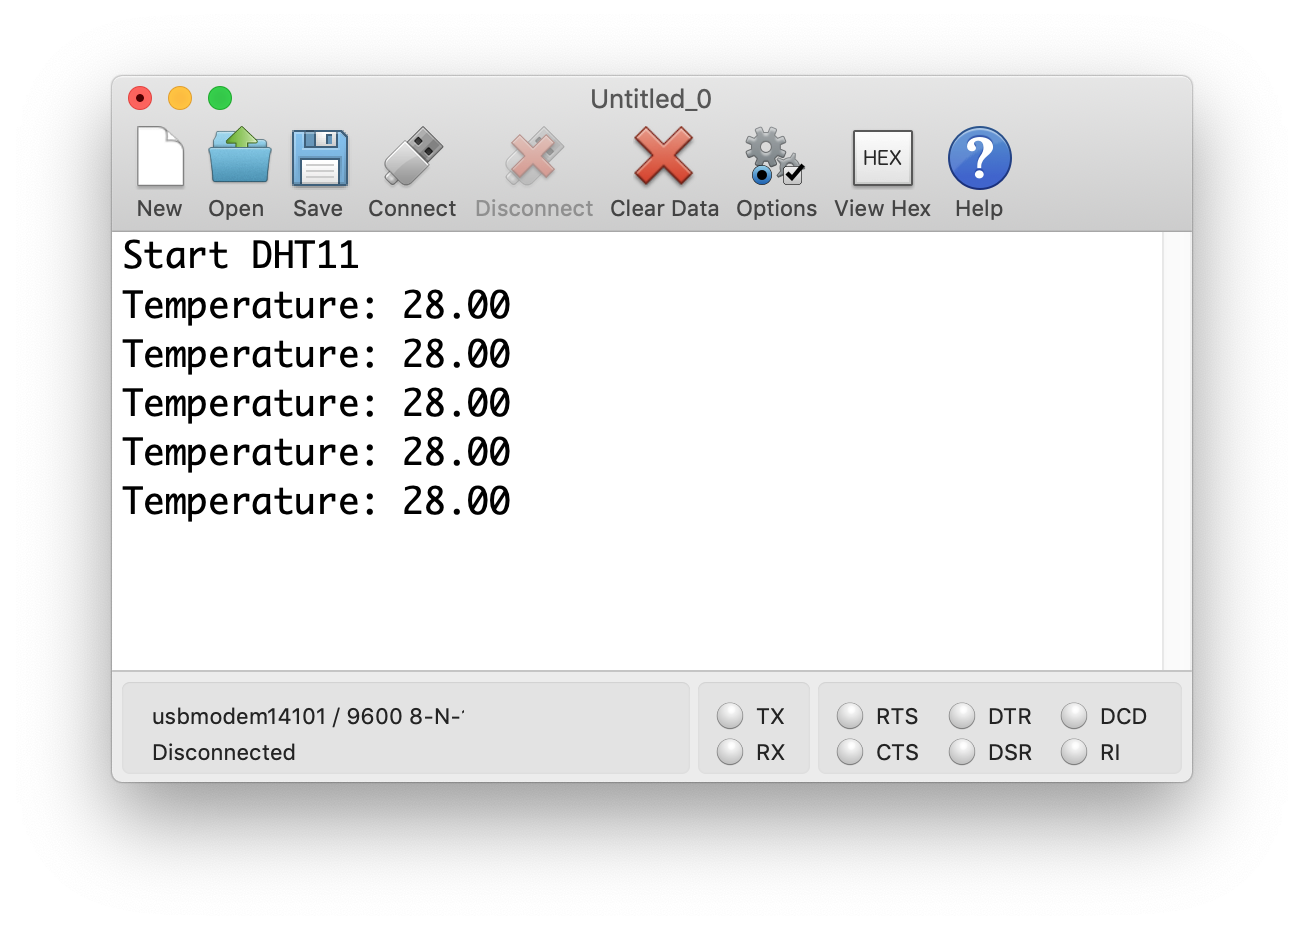 Untitled_0
New Open Save Connect Disconnect Clear Data Options HEX View Hex ? Help
Start DHT11
Temperature: 28.00
Temperature: 28.00
Temperature: 28.00
Temperature: 28.00
Temperature: 28.00
usbmodem14101 / 9600 8-N-
Disconnected
TX
RX
RTS DTR DCD
CTS DSR RI